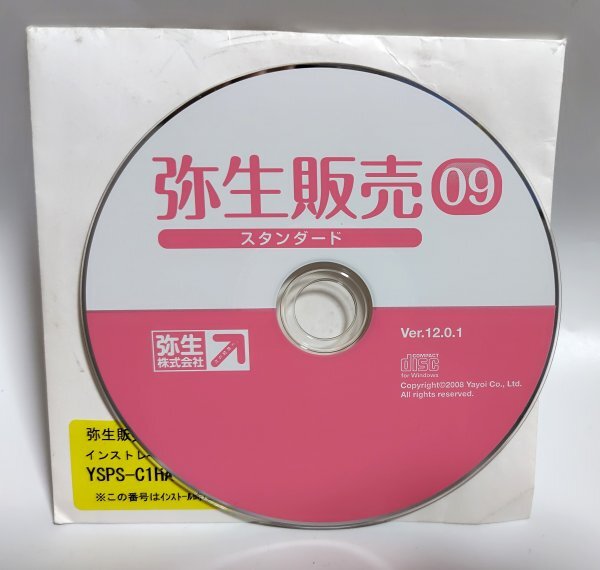 弥生販売 09
スタンダード
弥生
株式会社
Ver.12.0.1
COMPACT
disc
for Windows
Copyright©2008 Yayoi Co., Ltd.
All rights reserved.
弥生販
インストレ
YSPS-C1HA
※この番号はインストール